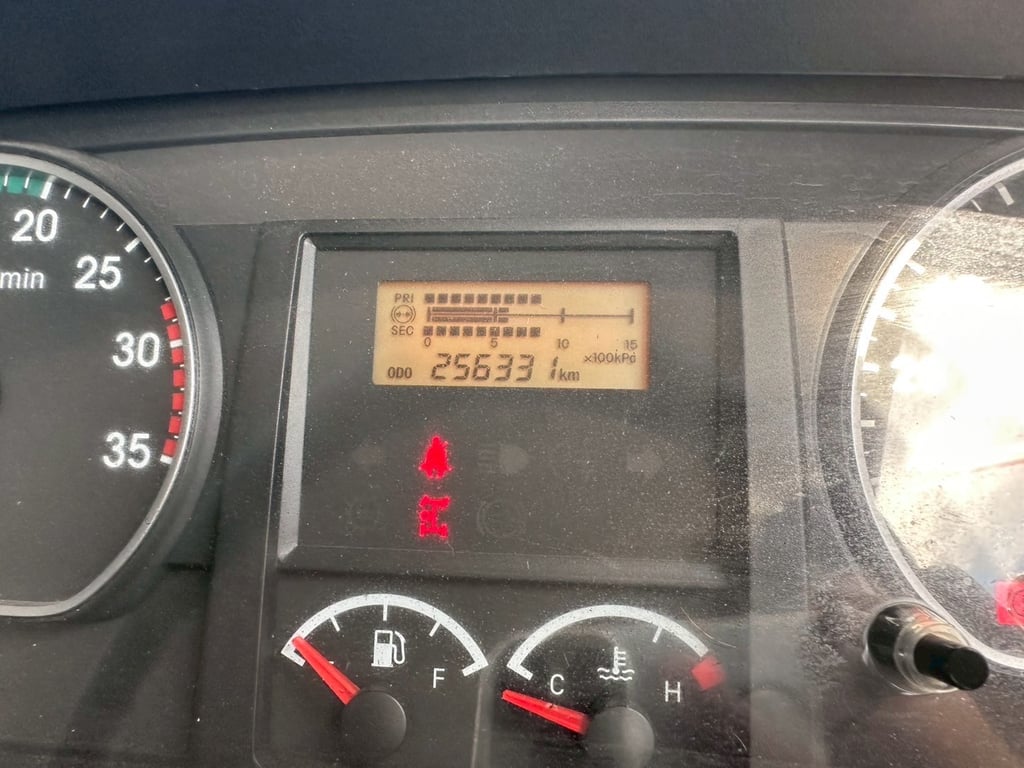 20
25
min
30
35
PRI
SEC
0 5 10 15
×100kPa
ODO 256331km
F
C H